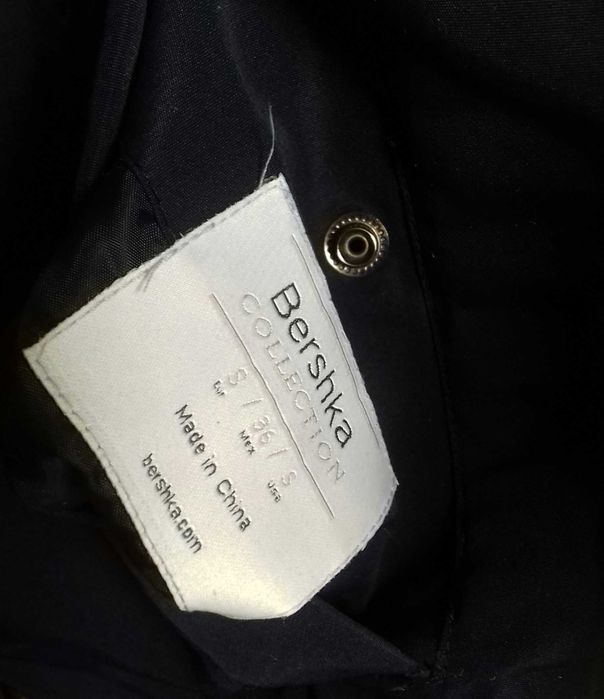 Bershka
COLLECTION
S / 36 / S
Eur Mex Usa
Made in China
bershka.com